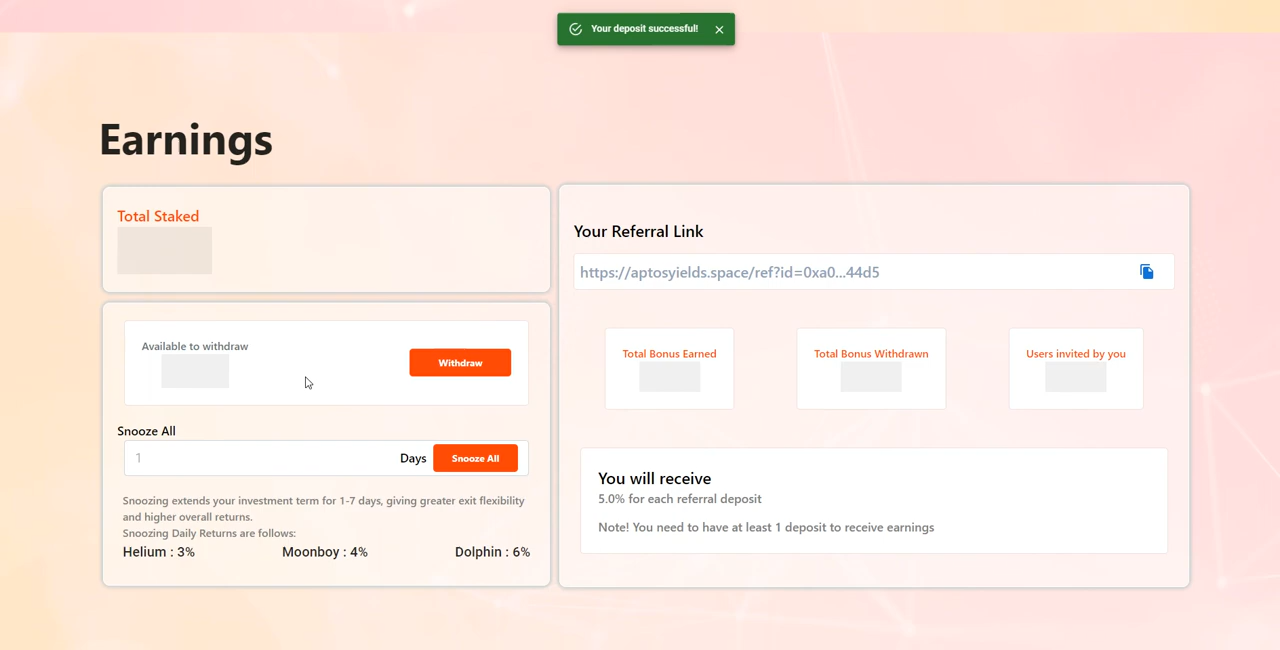 Your deposit successful!
Earnings
Total Staked
Available to withdraw
Withdraw
Snooze All
1
Days
Snooze All
Snoozing extends your investment term for 1-7 days, giving greater exit flexibility
and higher overall returns.
Snoozing Daily Returns are follows:
Helium : 3%
Moonboy : 4%
Dolphin : 6%
Your Referral Link
https://aptosyields.space/ref?id=0xa0...44d5
Total Bonus Earned
Total Bonus Withdrawn
Users invited by you
You will receive
5.0% for each referral deposit
Note! You need to have at least 1 deposit to receive earnings